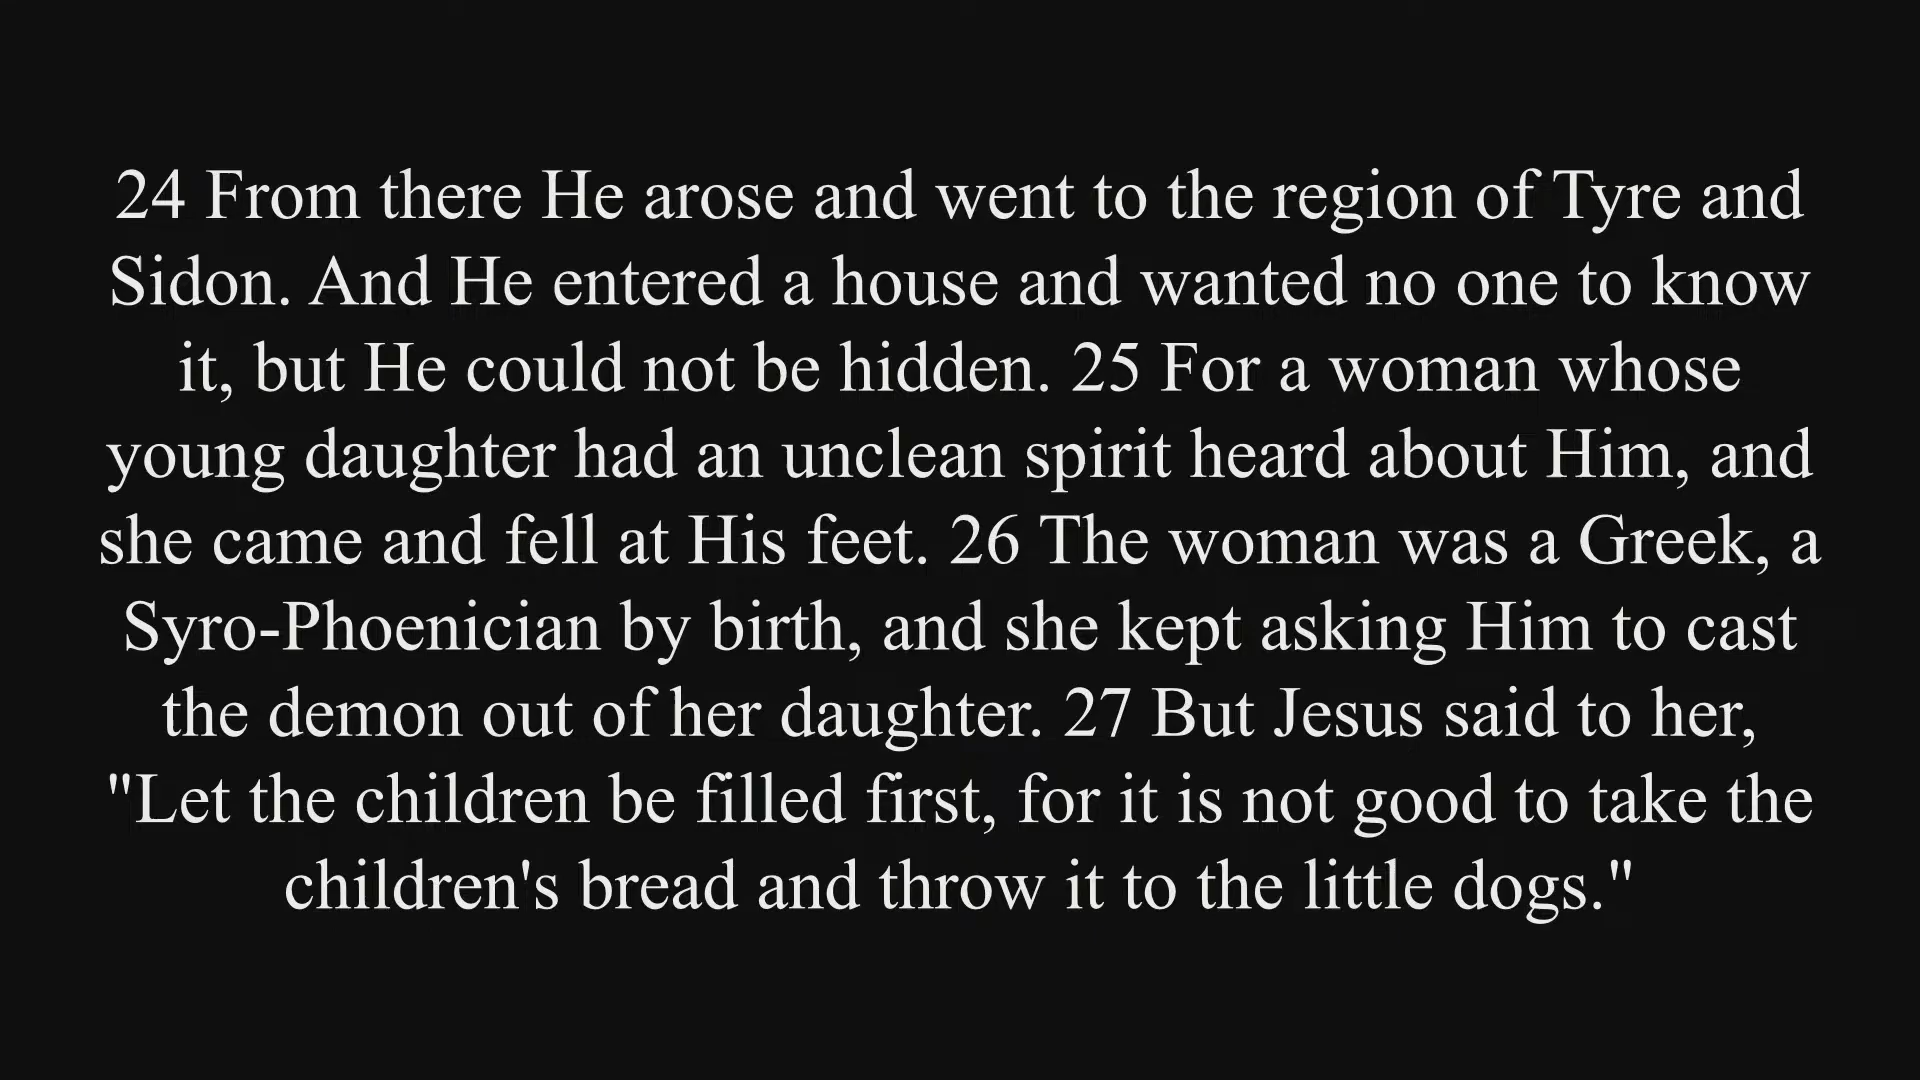 24 From there He arose and went to the region of Tyre and
Sidon. And He entered a house and wanted no one to know
it, but He could not be hidden. 25 For a woman whose
young daughter had an unclean spirit heard about Him, and
she came and fell at His feet. 26 The woman was a Greek, a
Syro-Phoenician by birth, and she kept asking Him to cast
the demon out of her daughter. 27 But Jesus said to her,
"Let the children be filled first, for it is not good to take the
children's bread and throw it to the little dogs."